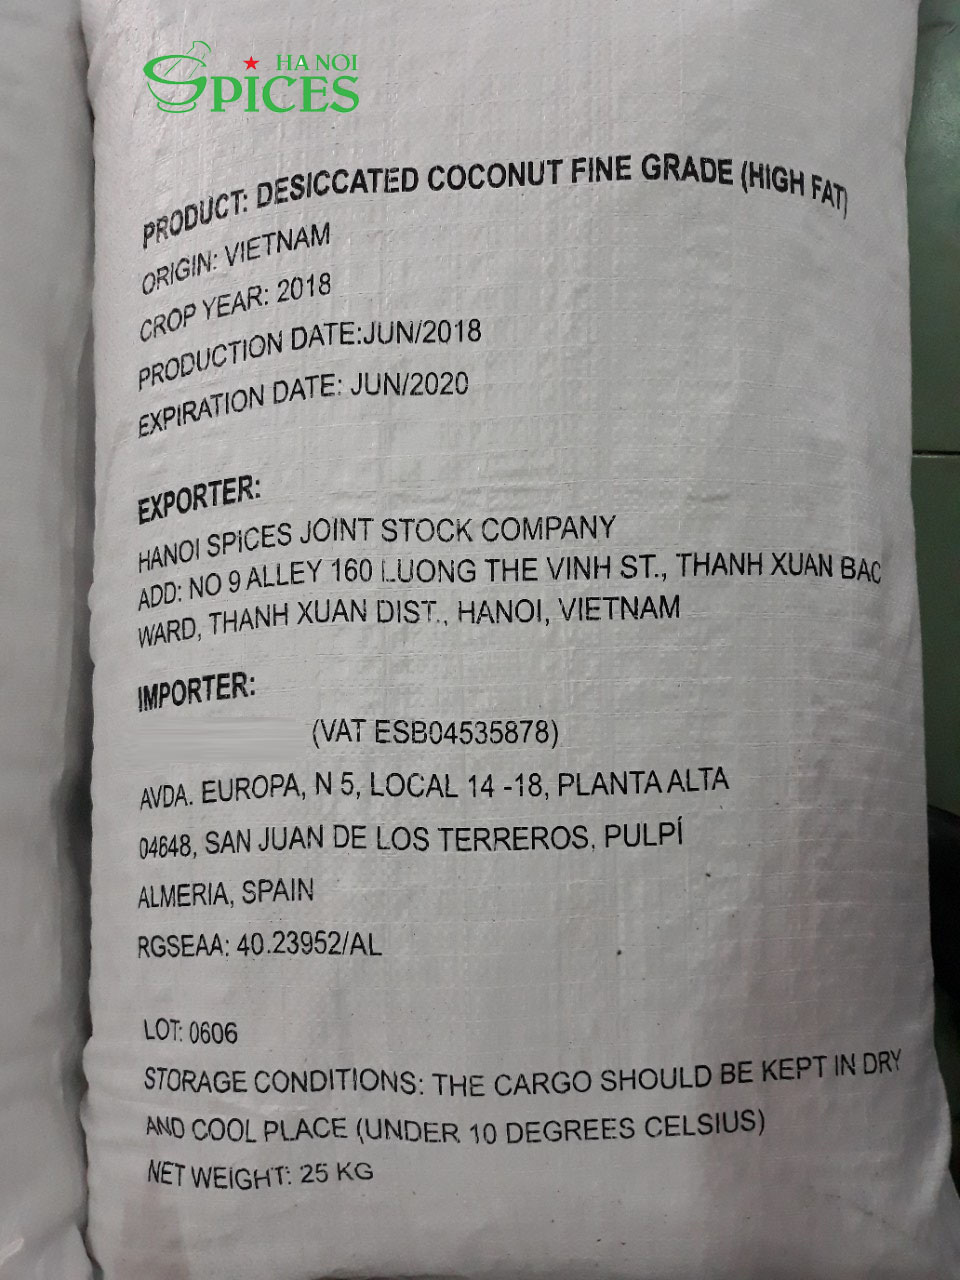 HANOI
SPICES
PRODUCT: DESICCATED COCONUT FINE GRADE (HIGH FAT)
ORIGIN: VIETNAM
CROP YEAR: 2018
PRODUCTION DATE:JUN/2018
EXPIRATION DATE: JUN/2020
EXPORTER:
HANOI SPICES JOINT STOCK COMPANY
ADD: NO 9 ALLEY 160 LUONG THE VINH ST., THANH XUAN BAC
WARD, THANH XUAN DIST., HANOI, VIETNAM
IMPORTER:
(VAT ESB04535878)
AVDA. EUROPA, N 5, LOCAL 14 -18, PLANTA ALTA
04648, SAN JUAN DE LOS TERREROS, PULPÍ
ALMERIA, SPAIN
RGSEAA: 40.23952/AL
LOT: 0606
STORAGE CONDITIONS: THE CARGO SHOULD BE KEPT IN DRY
AND COOL PLACE (UNDER 10 DEGREES CELSIUS)
NET WEIGHT: 25 KG